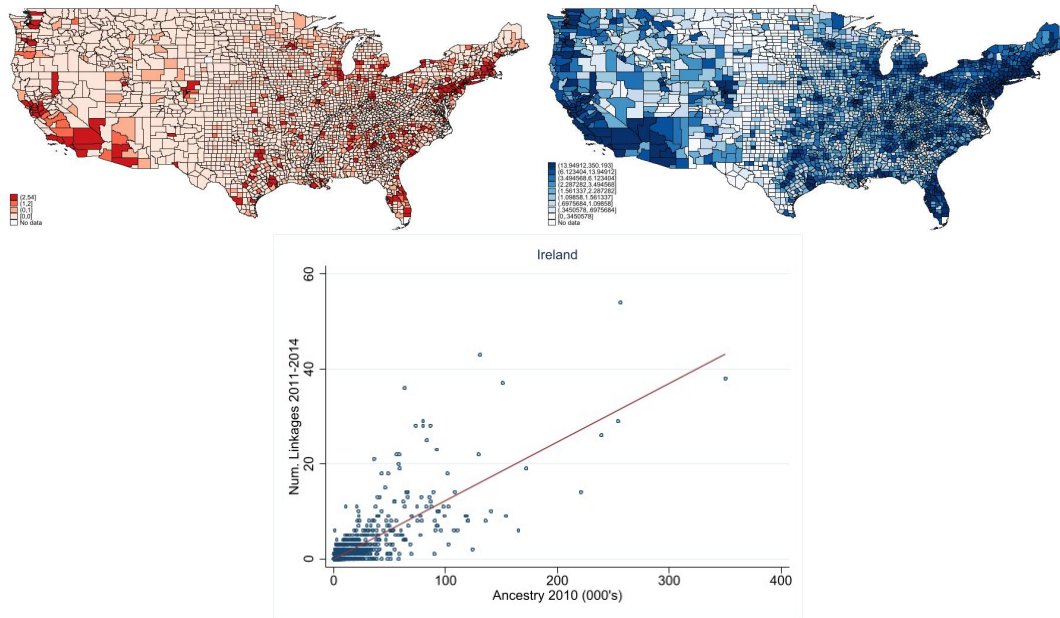 (2,54]
(1,2]
(0,1]
[0,0]
No data
(13.94912,350.193]
(6.123404,13.94912]
(3.494568,6.123404]
(2.287282,3.494568]
(1.561337,2.287282]
(1.09858,1.561337]
(.6975684,1.09858]
(.3450578,.6975684]
[0,.3450578]
No data
Ireland
Num. Linkages 2011-2014
60
40
20
0
0 100 200 300 400
Ancestry 2010 (000's)